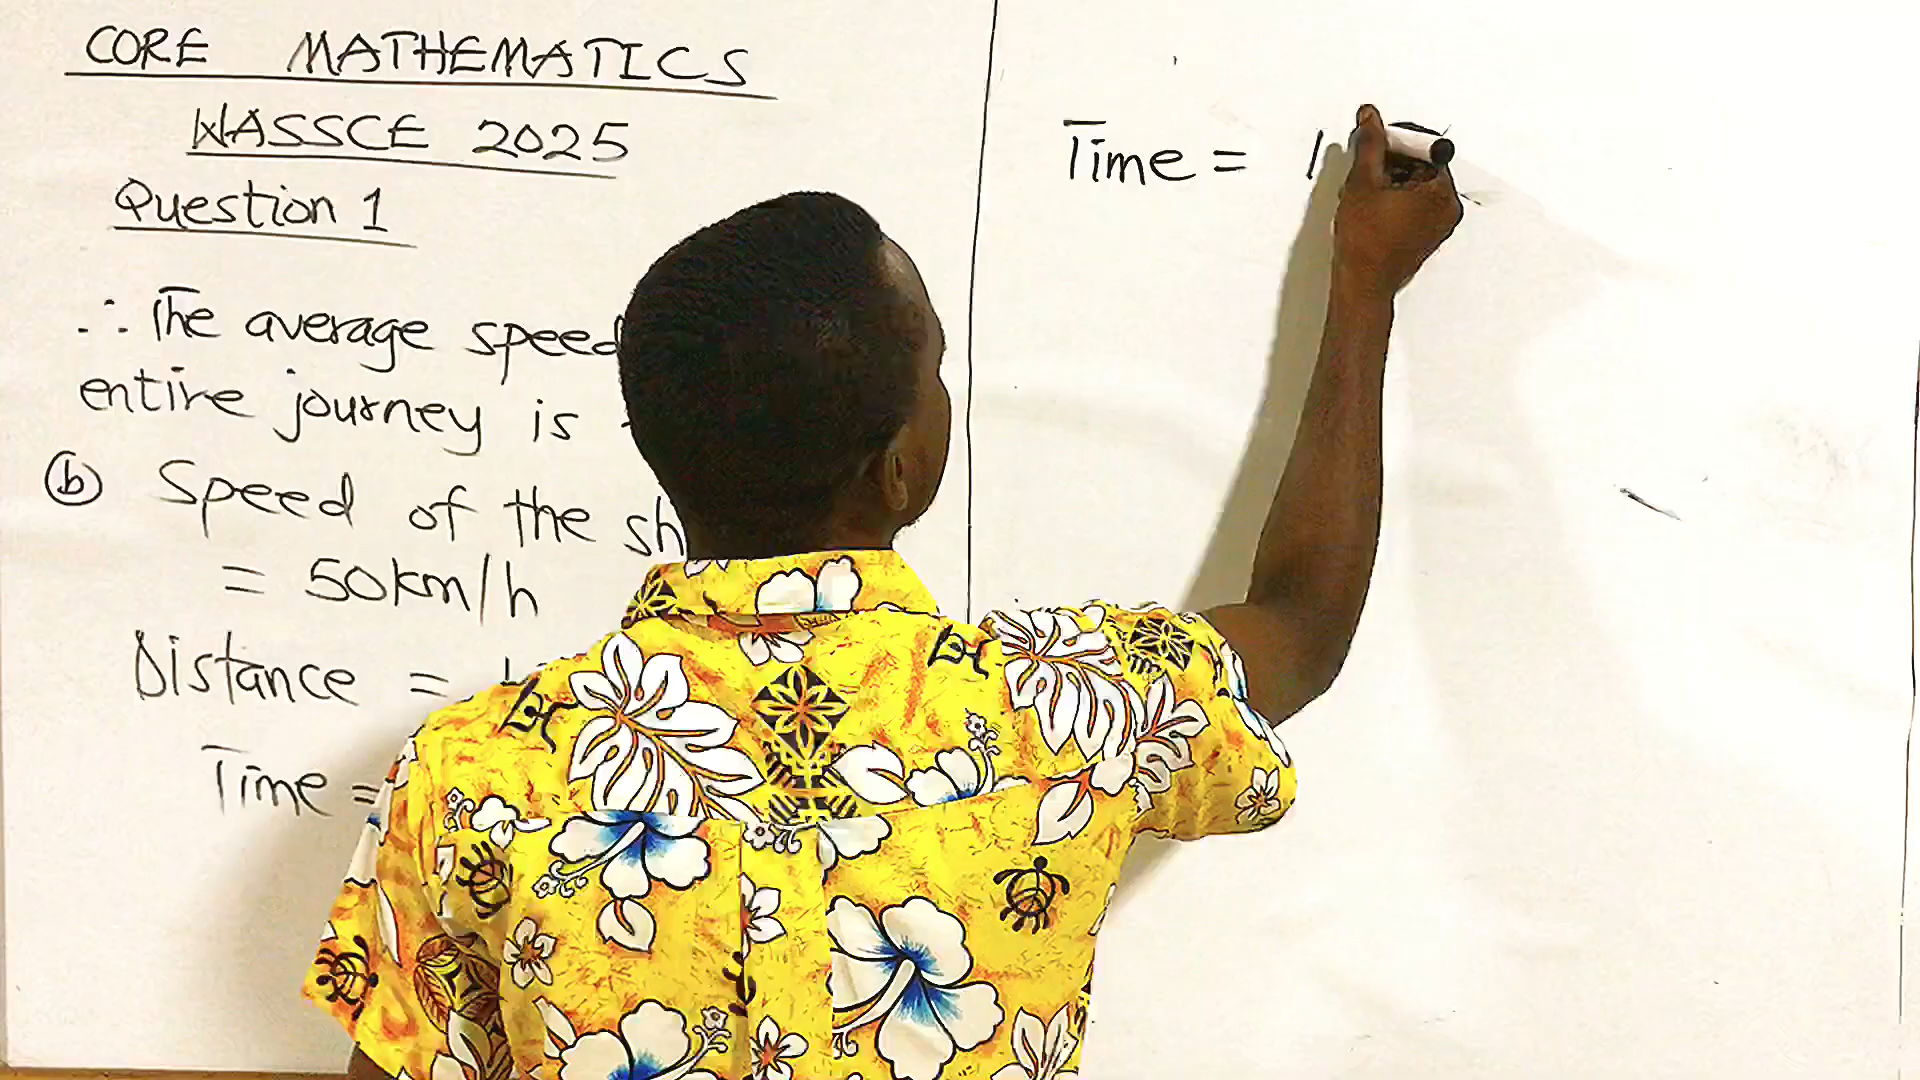 CORE MATHEMATICS
WASSCE 2025
Question 1
∴ The average speed
entire journey is
(b) Speed of the
= 50km/h
Distance =
Time =
Time = 1